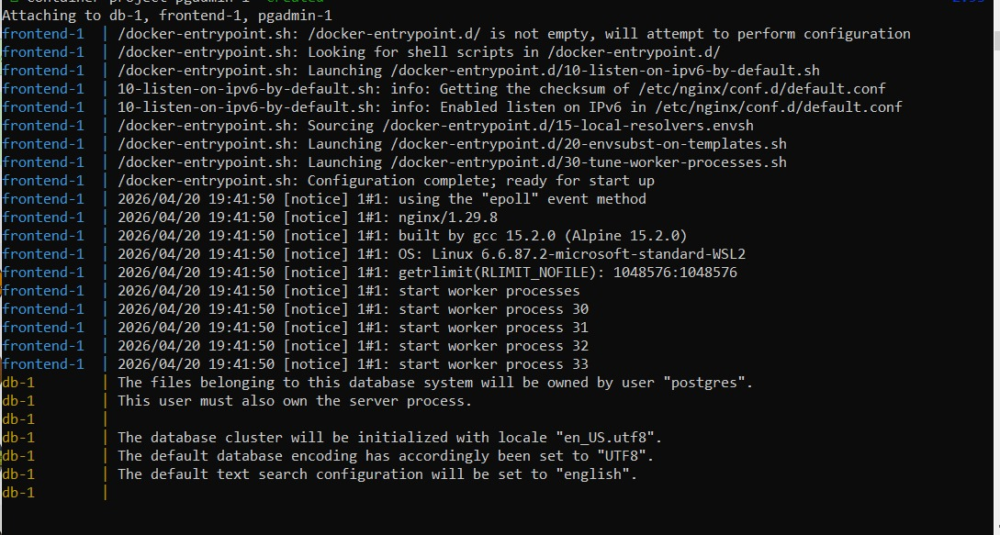 Attaching to db-1, frontend-1, pgadmin-1
frontend-1  | /docker-entrypoint.sh: /docker-entrypoint.d/ is not empty, will attempt to perform configuration
frontend-1  | /docker-entrypoint.sh: Looking for shell scripts in /docker-entrypoint.d/
frontend-1  | /docker-entrypoint.sh: Launching /docker-entrypoint.d/10-listen-on-ipv6-by-default.sh
frontend-1  | 10-listen-on-ipv6-by-default.sh: info: Getting the checksum of /etc/nginx/conf.d/default.conf
frontend-1  | 10-listen-on-ipv6-by-default.sh: info: Enabled listen on IPv6 in /etc/nginx/conf.d/default.conf
frontend-1  | /docker-entrypoint.sh: Sourcing /docker-entrypoint.d/15-local-resolvers.envsh
frontend-1  | /docker-entrypoint.sh: Launching /docker-entrypoint.d/20-envsubst-on-templates.sh
frontend-1  | /docker-entrypoint.sh: Launching /docker-entrypoint.d/30-tune-worker-processes.sh
frontend-1  | /docker-entrypoint.sh: Configuration complete; ready for start up
frontend-1  | 2026/04/20 19:41:50 [notice] 1#1: using the "epoll" event method
frontend-1  | 2026/04/20 19:41:50 [notice] 1#1: nginx/1.29.8
frontend-1  | 2026/04/20 19:41:50 [notice] 1#1: built by gcc 15.2.0 (Alpine 15.2.0)
frontend-1  | 2026/04/20 19:41:50 [notice] 1#1: OS: Linux 6.6.87.2-microsoft-standard-WSL2
frontend-1  | 2026/04/20 19:41:50 [notice] 1#1: getrlimit(RLIMIT_NOFILE): 1048576:1048576
frontend-1  | 2026/04/20 19:41:50 [notice] 1#1: start worker processes
frontend-1  | 2026/04/20 19:41:50 [notice] 1#1: start worker process 30
frontend-1  | 2026/04/20 19:41:50 [notice] 1#1: start worker process 31
frontend-1  | 2026/04/20 19:41:50 [notice] 1#1: start worker process 32
frontend-1  | 2026/04/20 19:41:50 [notice] 1#1: start worker process 33
db-1        | The files belonging to this database system will be owned by user "postgres".
db-1        | This user must also own the server process.
db-1        |
db-1        | The database cluster will be initialized with locale "en_US.utf8".
db-1        | The default database encoding has accordingly been set to "UTF8".
db-1        | The default text search configuration will be set to "english".
db-1        |